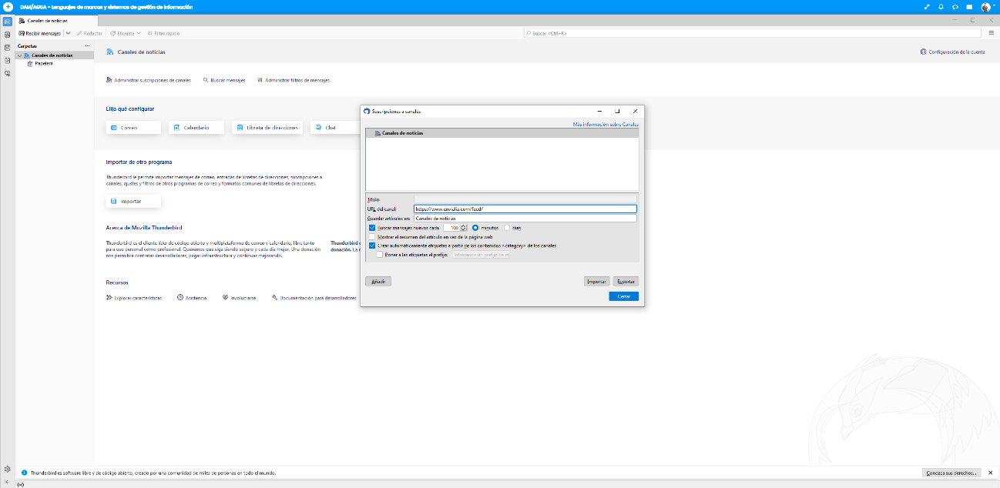 DAM/AGUA - Lenguajes de marcas y sistemas de gestión de información
Canales de noticias
Recibir mensajes
Redactar
Etiqueta
Filtro rápido
Buscar <Ctrl+K>
Carpetas
Canales de noticias
Papelera
Canales de noticias
Configuración de la cuenta
Administrar suscripciones de canales
Buscar mensajes
Administrar filtros de mensajes
Elija qué configurar
Correo
Calendario
Libreta de direcciones
Chat
Importar de otro programa
Thunderbird le permite importar mensajes de correo, entradas de libretas de direcciones, suscripciones a
canales, ajustes y filtros de otros programas de correo y formatos comunes de libretas de direcciones.
Importar
Acerca de Mozilla Thunderbird
Thunderbird es el cliente líder de código abierto y multiplataforma de correo y calendario, libre tanto
para uso personal como profesional. Queremos que siga siendo seguro y cada día mejor. Una donación
nos permitirá contratar desarrolladores, pagar infraestructura y continuar mejorando.
Thunderbird
donación. La
Recursos
Explorar características
Asistencia
Involucrarse
Documentación para desarrolladores
Suscripciones a canales
Más información sobre Canales
Canales de noticias
Título:
URL del canal:
https://www.envialia.com/feed/
Guardar artículos en:
Canales de noticias
Buscar mensajes nuevos cada
100
minutos
días
Mostrar el resumen del artículo en vez de la página web
Crear automáticamente etiquetas a partir de los contenidos <category> de los canales
Poner a las etiquetas el prefijo:
Introduzca un prefijo de et
Añadir
Importar
Exportar
Cerrar
Thunderbird es software libre y de código abierto, creado por una comunidad de miles de personas en todo el mundo.
Conozca sus derechos...